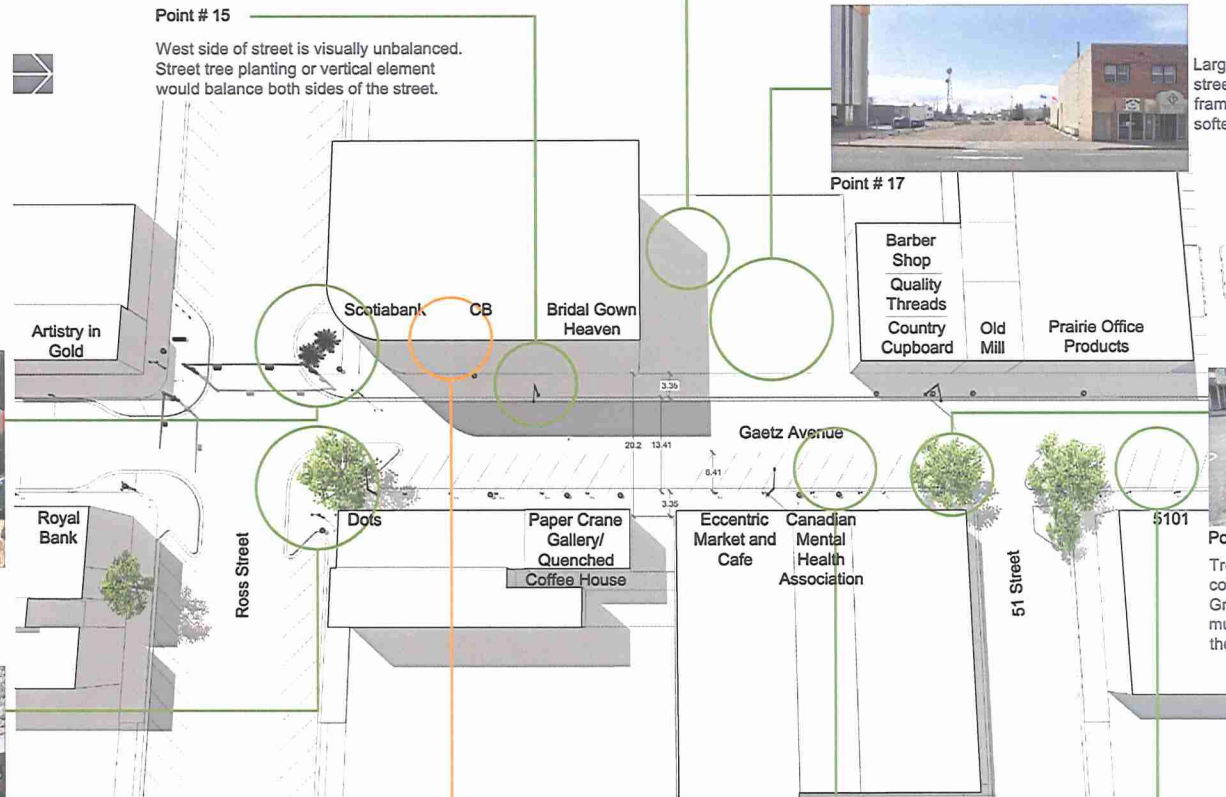 Point # 15
West side of street is visually unbalanced.
Street tree planting or vertical element
would balance both sides of the street.
Point # 17
Barber
Shop
Quality
Threads
Country
Cupboard
Old
Mill
Prairie Office
Products
Artistry in
Gold
Scotiabank
CB
Bridal Gown
Heaven
3.35
Gaetz Avenue
20.2
13.41
6.41
3.35
Royal
Bank
Ross Street
Dots
Paper Crane
Gallery/
Quenched
Coffee House
Eccentric
Market and
Cafe
Canadian
Mental
Health
Association
51 Street
5101